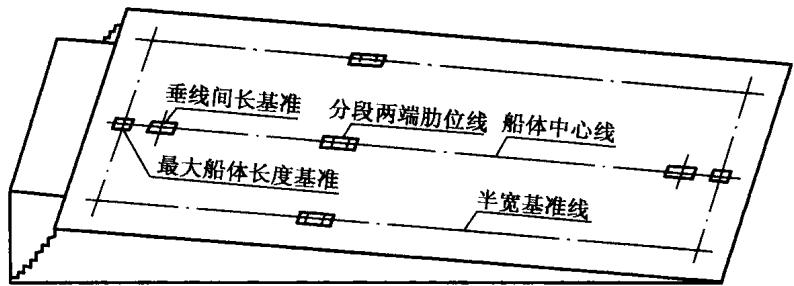 垂线间长基准
分段两端肋位线
船体中心线
最大船体长度基准
半宽基准线